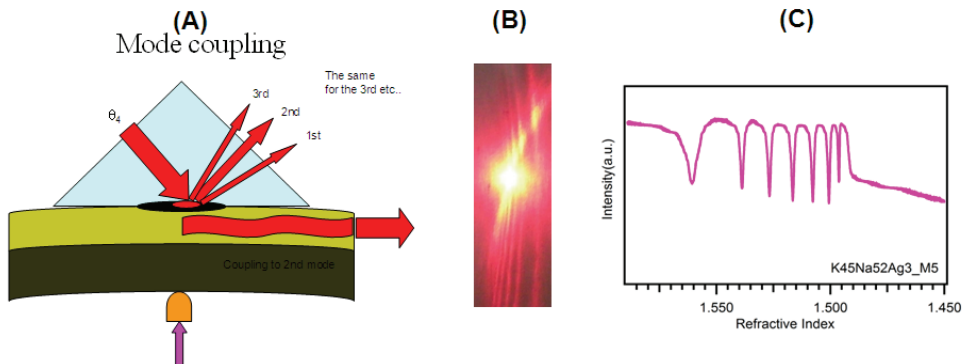 (A)
Mode coupling
The same
for the 3rd etc..
3rd
2nd
1st
θ4
Coupling to 2nd mode
(B)
(C)
Intensity(a.u.)
K45Na52Ag3_M5
1.550
1.500
1.450
Refractive Index